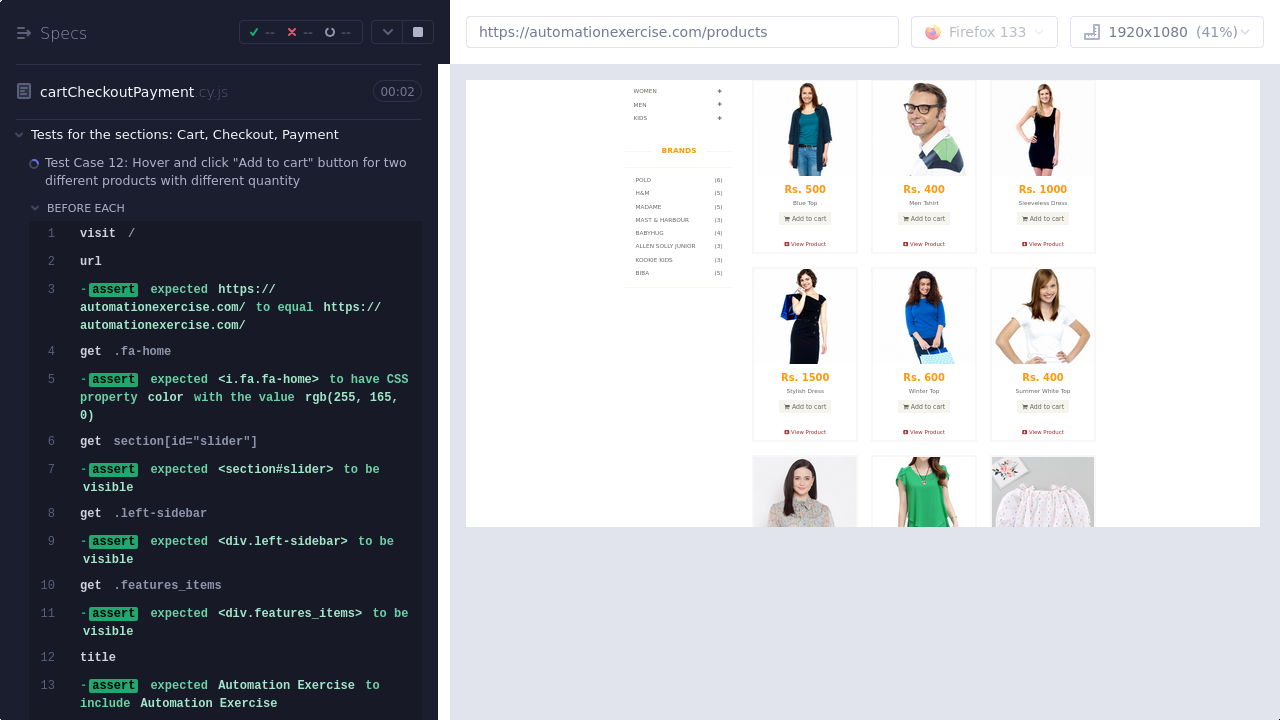 Specs
--
--
--
https://automationexercise.com/products
Firefox 133
1920x1080 (41%)
cartCheckoutPayment.cy.js
00:02
Tests for the sections: Cart, Checkout, Payment
Test Case 12: Hover and click "Add to cart" button for two
different products with different quantity
BEFORE EACH
1 visit /
2 url
3 -assert expected https://
automationexercise.com/ to equal https://
automationexercise.com/
4 get .fa-home
5 -assert expected <i.fa.fa-home> to have CSS
property color with the value rgb(255, 165,
0)
6 get section[id="slider"]
7 -assert expected <section#slider> to be
visible
8 get .left-sidebar
9 -assert expected <div.left-sidebar> to be
visible
10 get .features_items
11 -assert expected <div.features_items> to be
visible
12 title
13 -assert expected Automation Exercise to
include Automation Exercise
WOMEN +
MEN +
KIDS +
BRANDS
POLO (6)
H&M (5)
MADAME (5)
MAST & HARBOUR (3)
BABYHUG (4)
ALLEN SOLLY JUNIOR (3)
KOOKIE KIDS (3)
BIBA (5)
Rs. 500
Blue Top
Add to cart
View Product
Rs. 400
Men Tshirt
Add to cart
View Product
Rs. 1000
Sleeveless Dress
Add to cart
View Product
Rs. 1500
Stylish Dress
Add to cart
View Product
Rs. 600
Winter Top
Add to cart
View Product
Rs. 400
Summer White Top
Add to cart
View Product